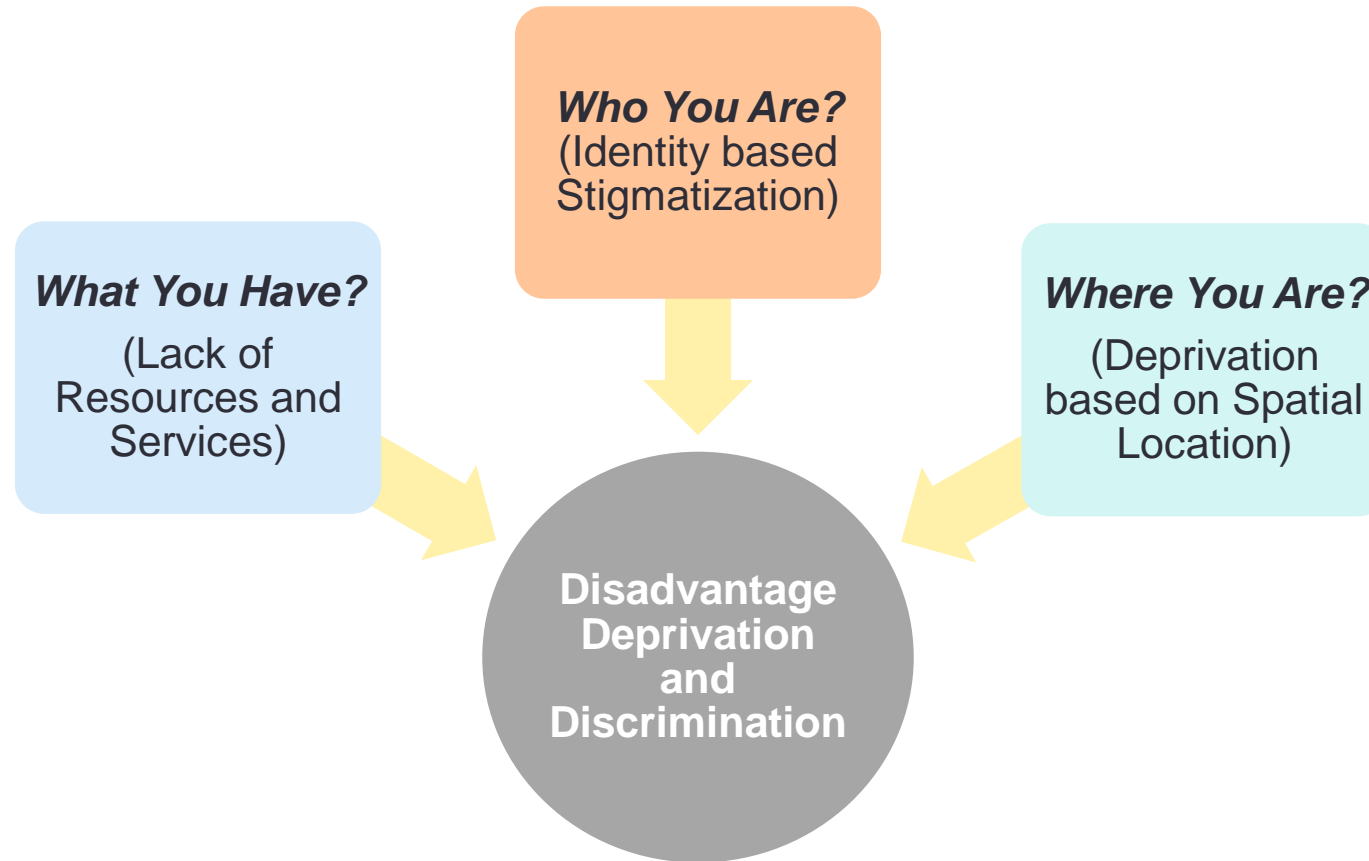 Who You Are?
(Identity based
Stigmatization)
What You Have?
(Lack of
Resources and
Services)
Where You Are?
(Deprivation
based on Spatial
Location)
Disadvantage
Deprivation
and
Discrimination